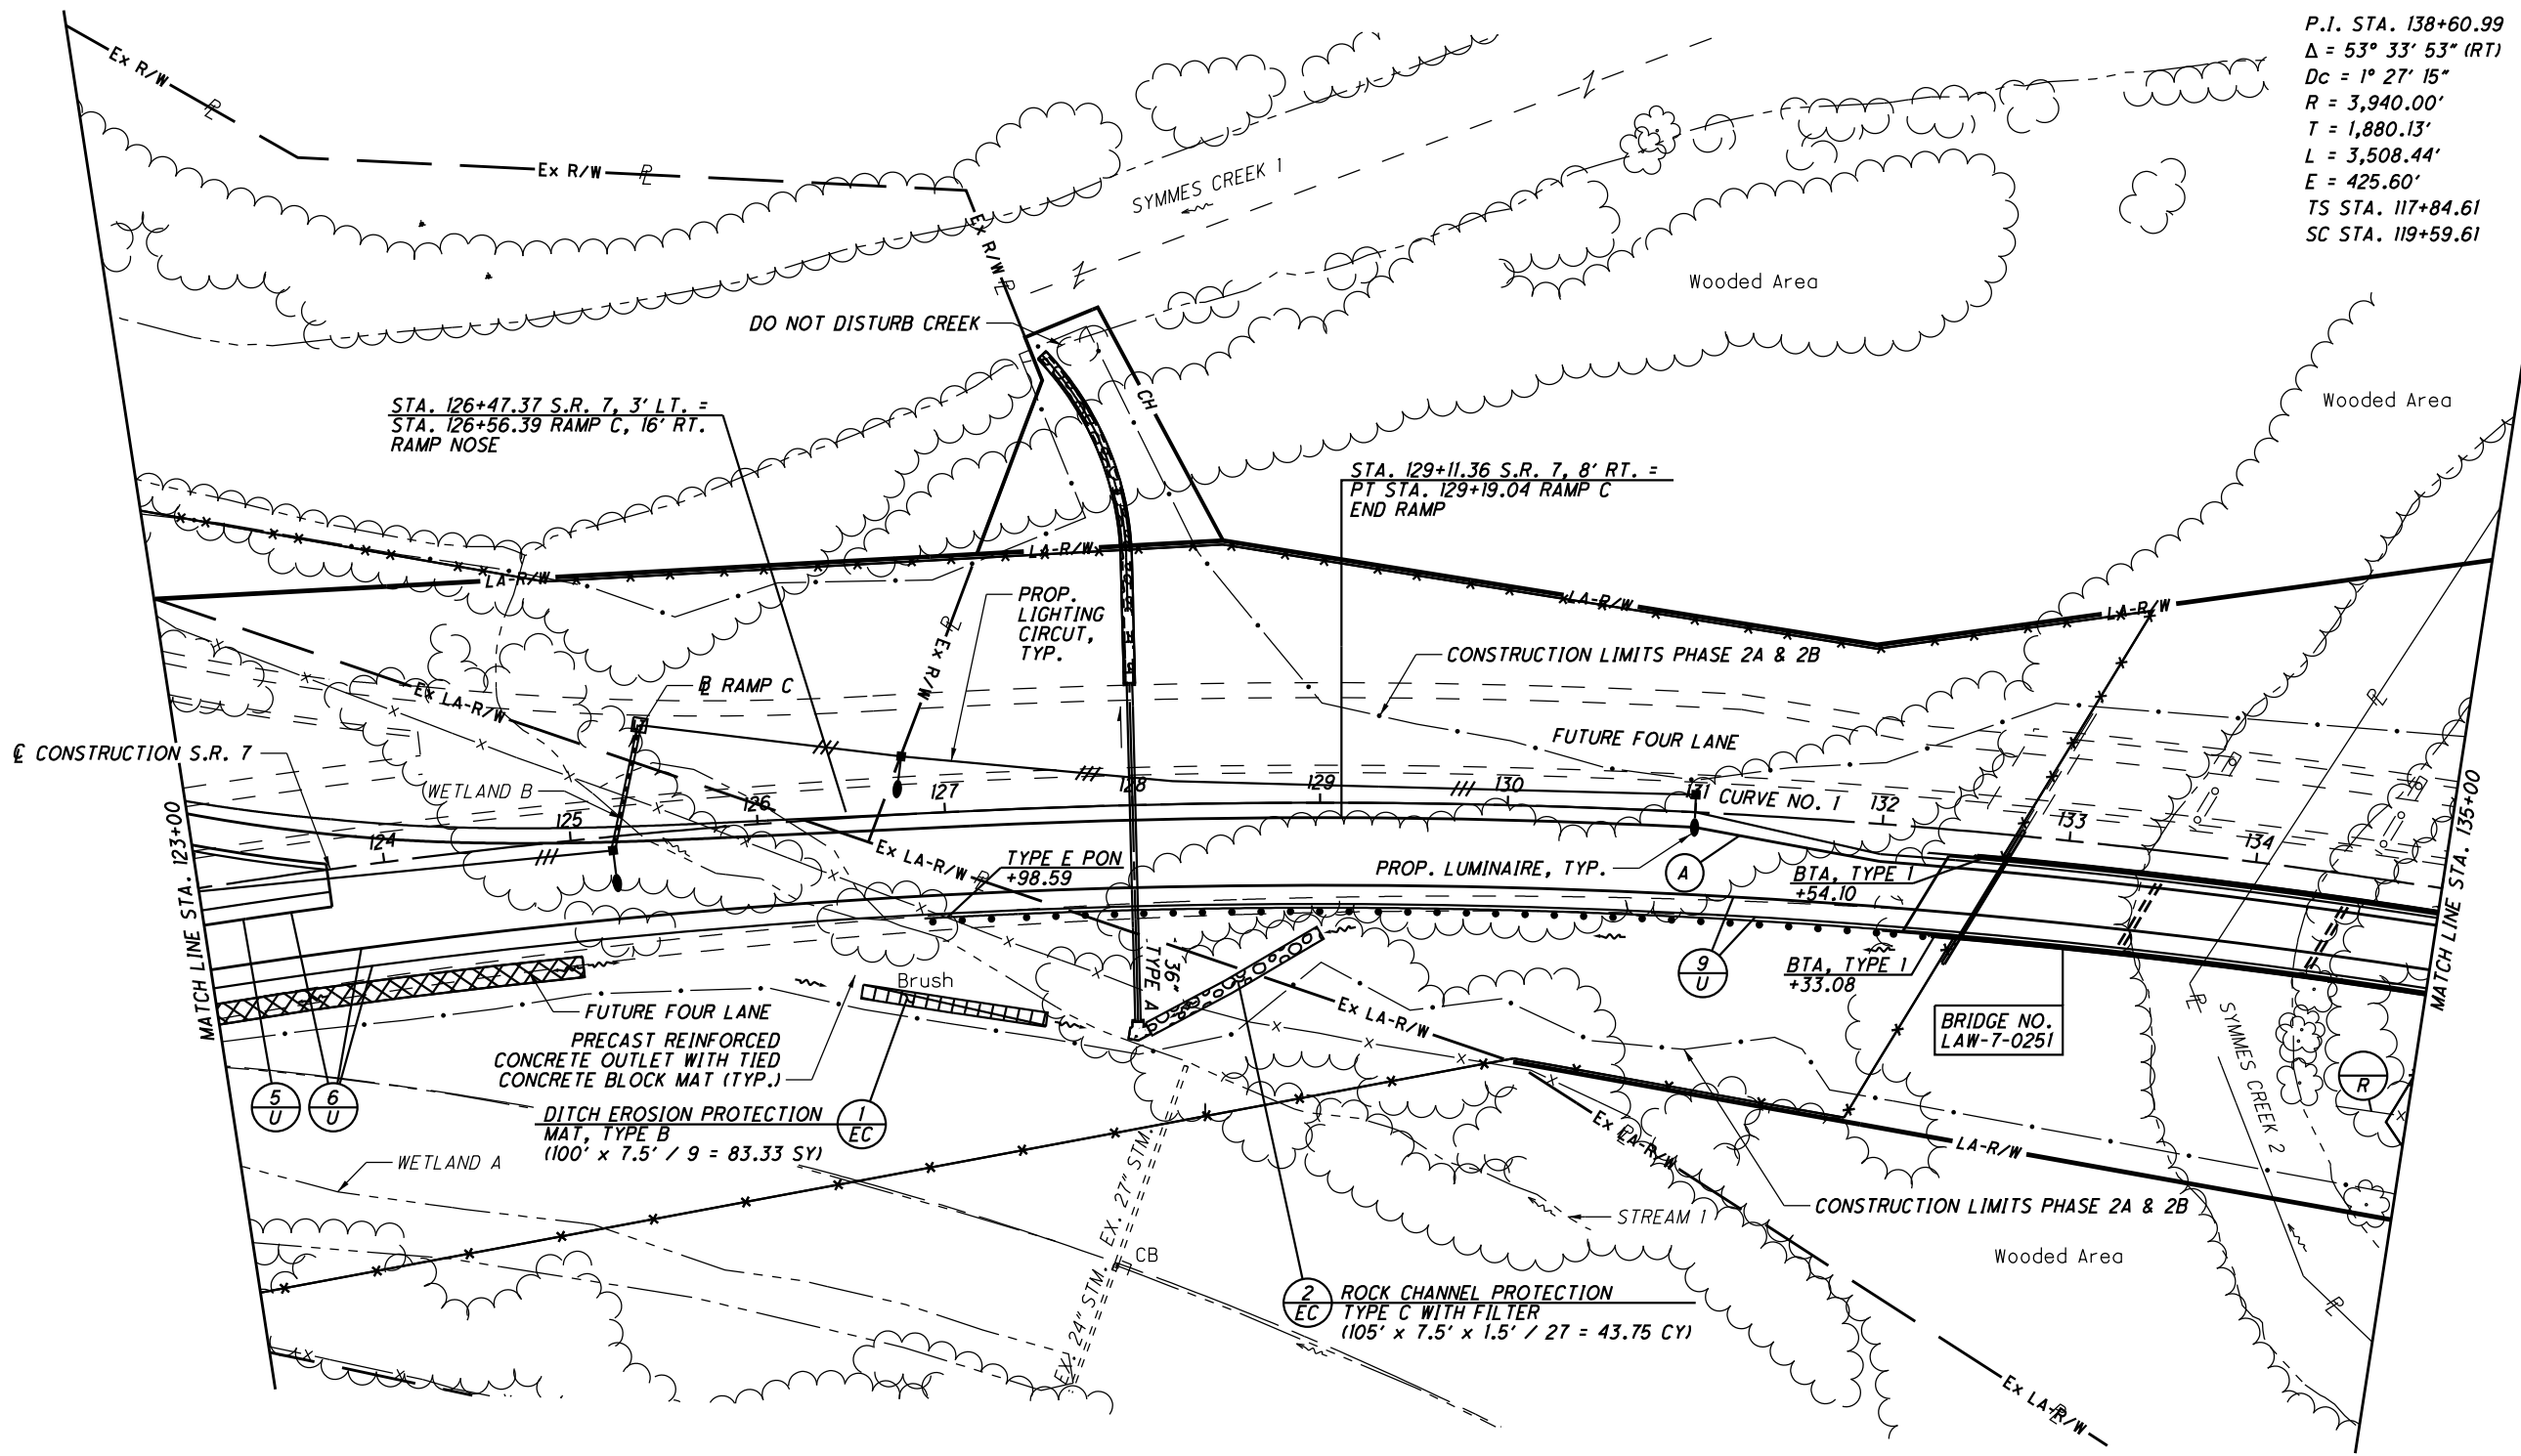 P.I. STA. 138+60.99
Δ = 53° 33' 53" (RT)
Dc = 1° 27' 15"
R = 3,940.00'
T = 1,880.13'
L = 3,508.44'
E = 425.60'
TS STA. 117+84.61
SC STA. 119+59.61
Ex R/W
Ex R/W
Ex R/W
SYMMES CREEK 1
Wooded Area
Wooded Area
DO NOT DISTURB CREEK
CH
STA. 126+47.37 S.R. 7, 3' LT. =
STA. 126+56.39 RAMP C, 16' RT.
RAMP NOSE
STA. 129+11.36 S.R. 7, 8' RT. =
PT STA. 129+19.04 RAMP C
END RAMP
LA-R/W
LA-R/W
LA-R/W
LA-R/W
PROP.
LIGHTING
CIRCUT,
TYP.
CONSTRUCTION LIMITS PHASE 2A & 2B
Ex R/W
Ex LA-R/W
℄ RAMP C
FUTURE FOUR LANE
℄ CONSTRUCTION S.R. 7
WETLAND B
124
125
126
127
128
129
130
131
132
133
134
CURVE NO. 1
MATCH LINE STA. 123+00
MATCH LINE STA. 135+00
Ex LA-R/W
TYPE E PON
+98.59
PROP. LUMINAIRE, TYP.
A
BTA, TYPE 1
+54.10
BTA, TYPE 1
+33.08
9
U
36"
TYPE A
Brush
FUTURE FOUR LANE
PRECAST REINFORCED
CONCRETE OUTLET WITH TIED
CONCRETE BLOCK MAT (TYP.)
Ex LA-R/W
BRIDGE NO.
LAW-7-0251
SYMMES CREEK 2
R
5
U
6
U
DITCH EROSION PROTECTION
MAT, TYPE B
(100' x 7.5' / 9 = 83.33 SY)
1
EC
WETLAND A
Ex LA-R/W
LA-R/W
STREAM 1
CONSTRUCTION LIMITS PHASE 2A & 2B
EX. 27" STM.
EX. 24" STM.
CB
Wooded Area
2
EC
ROCK CHANNEL PROTECTION
TYPE C WITH FILTER
(105' x 7.5' x 1.5' / 27 = 43.75 CY)
Ex LA-R/W